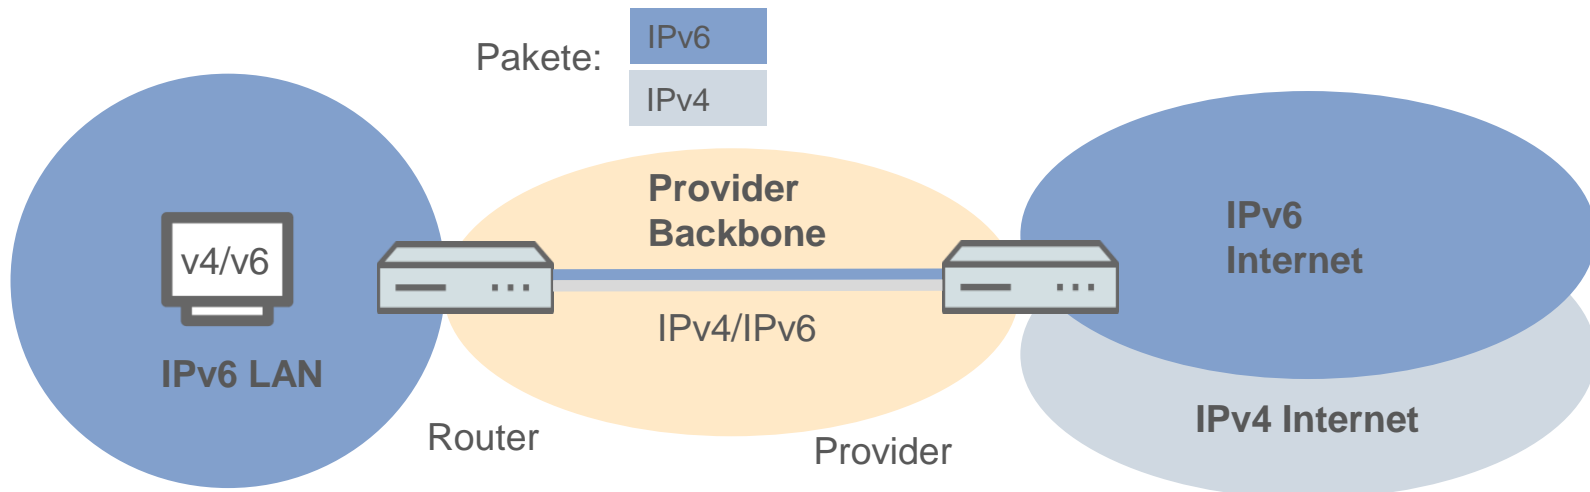 Pakete:
IPv6
IPv4
Provider
Backbone
v4/v6
IPv4/IPv6
IPv6 LAN
Router
Provider
IPv6
Internet
IPv4 Internet